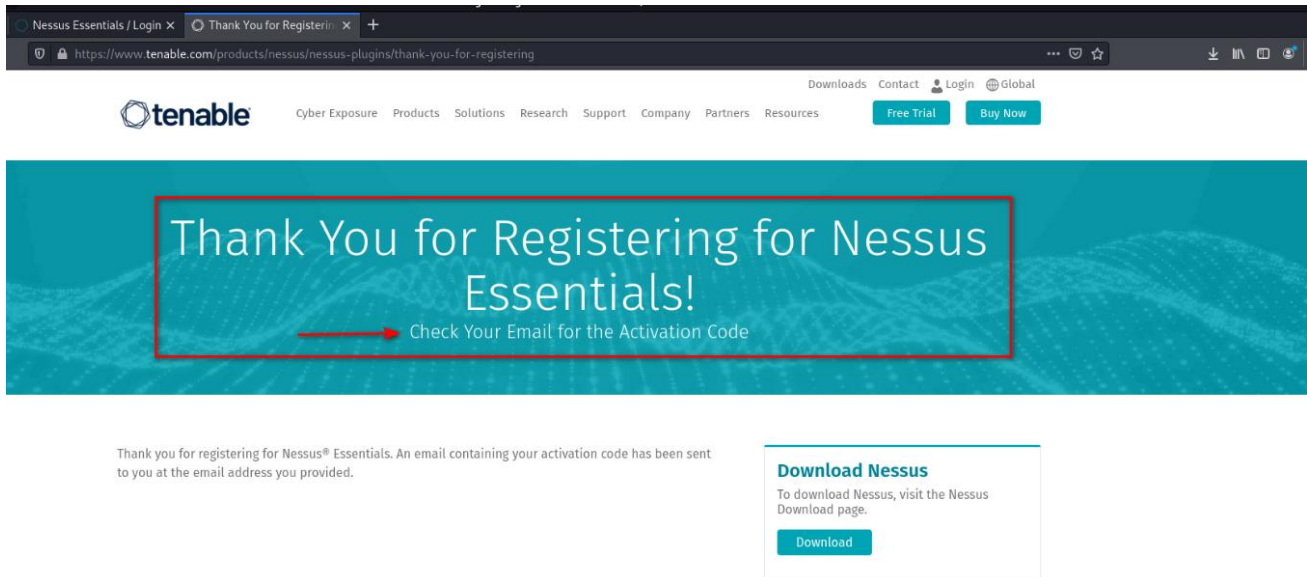 Nessus Essentials / Login
Thank You for Registerin
https://www.tenable.com/products/nessus/nessus-plugins/thank-you-for-registering
Downloads Contact Login Global
tenable
Cyber Exposure Products Solutions Research Support Company Partners Resources Free Trial Buy Now
Thank You for Registering for Nessus
Essentials!
Check Your Email for the Activation Code
Thank you for registering for Nessus® Essentials. An email containing your activation code has been sent
to you at the email address you provided.
Download Nessus
To download Nessus, visit the Nessus
Download page.
Download